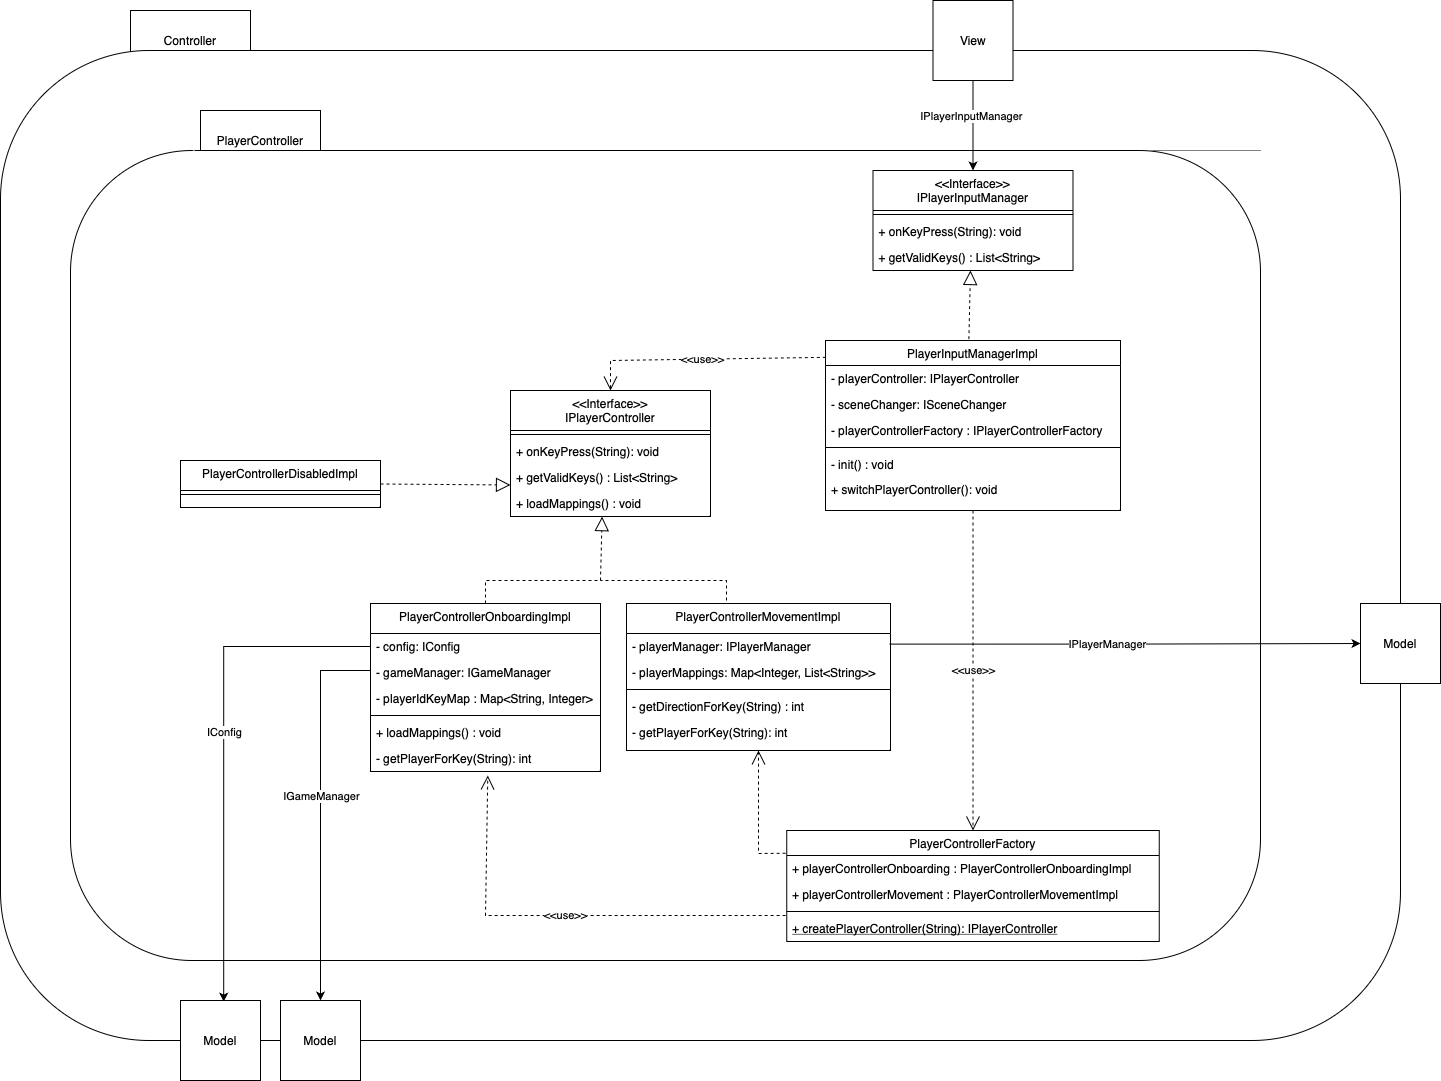 Controller
View
IPlayerInputManager
PlayerController
<<Interface>>
IPlayerInputManager
+ onKeyPress(String): void
+ getValidKeys() : List<String>
<<use>>
PlayerInputManagerImpl
- playerController: IPlayerController
- sceneChanger: ISceneChanger
- playerControllerFactory : IPlayerControllerFactory
- init() : void
+ switchPlayerController(): void
<<Interface>>
IPlayerController
+ onKeyPress(String): void
+ getValidKeys() : List<String>
+ loadMappings() : void
PlayerControllerDisabledImpl
PlayerControllerOnboardingImpl
- config: IConfig
- gameManager: IGameManager
- playerIdKeyMap : Map<String, Integer>
+ loadMappings() : void
- getPlayerForKey(String): int
PlayerControllerMovementImpl
- playerManager: IPlayerManager
- playerMappings: Map<Integer, List<String>>
- getDirectionForKey(String) : int
- getPlayerForKey(String): int
IPlayerManager
Model
<<use>>
IConfig
IGameManager
PlayerControllerFactory
+ playerControllerOnboarding : PlayerControllerOnboardingImpl
+ playerControllerMovement : PlayerControllerMovementImpl
+ createPlayerController(String): IPlayerController
<<use>>
Model
Model